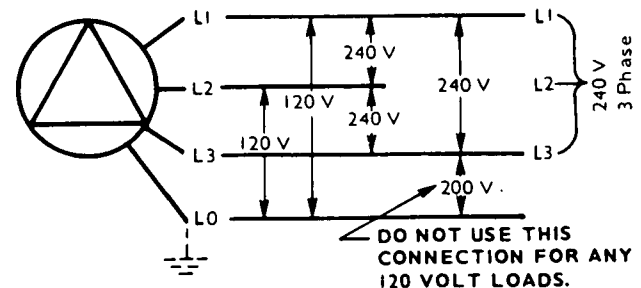 L1
L1
240 V
L2
120 V
240 V
L2
240 V
3 Phase
120 V
240 V
L3
L3
200 V
L0
DO NOT USE THIS
CONNECTION FOR ANY
120 VOLT LOADS.